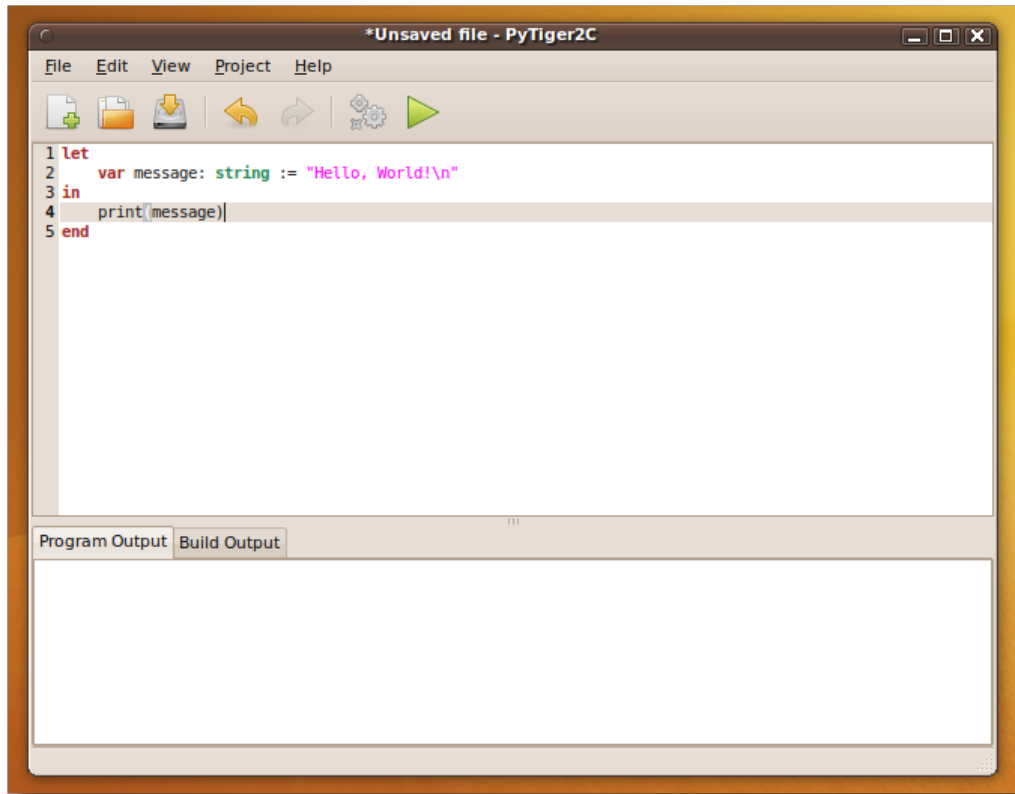 *Unsaved file - PyTiger2C
File Edit View Project Help
1 let
2     var message: string := "Hello, World!\n"
3 in
4     print(message)
5 end
Program Output Build Output